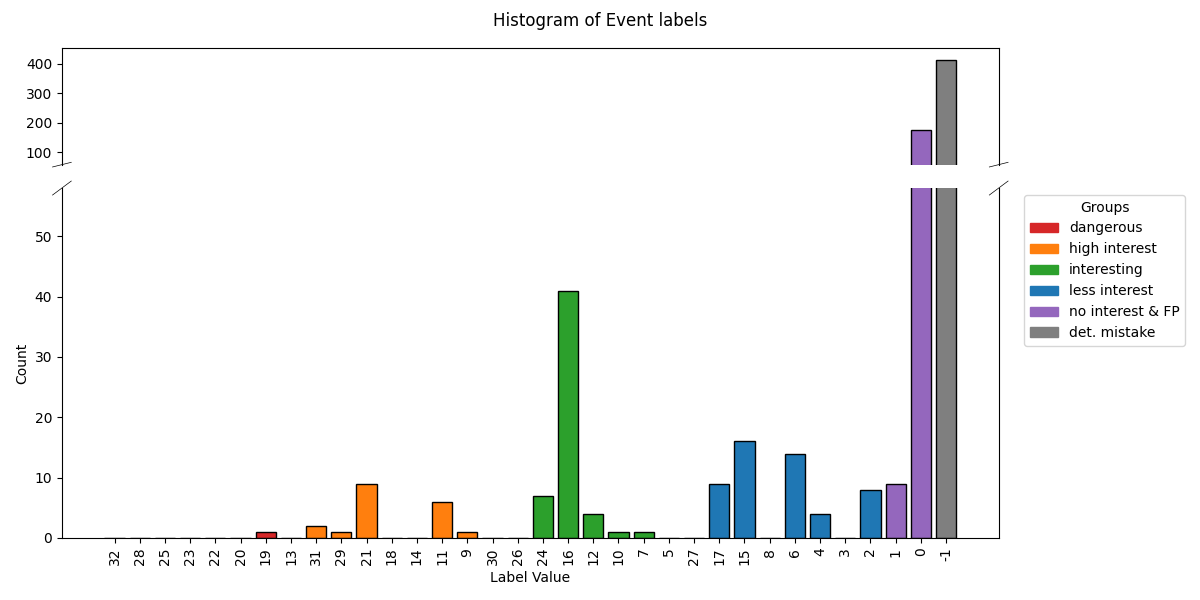 Histogram of Event labels
400
300
200
100
50
40
30
20
10
0
Count
32 28 25 23 22 20 19 13 31 29 21 18 14 11 9 30 26 24 16 12 10 7 5 27 17 15 8 6 4 3 2 1 0 -1
Label Value
Groups
dangerous
high interest
interesting
less interest
no interest & FP
det. mistake